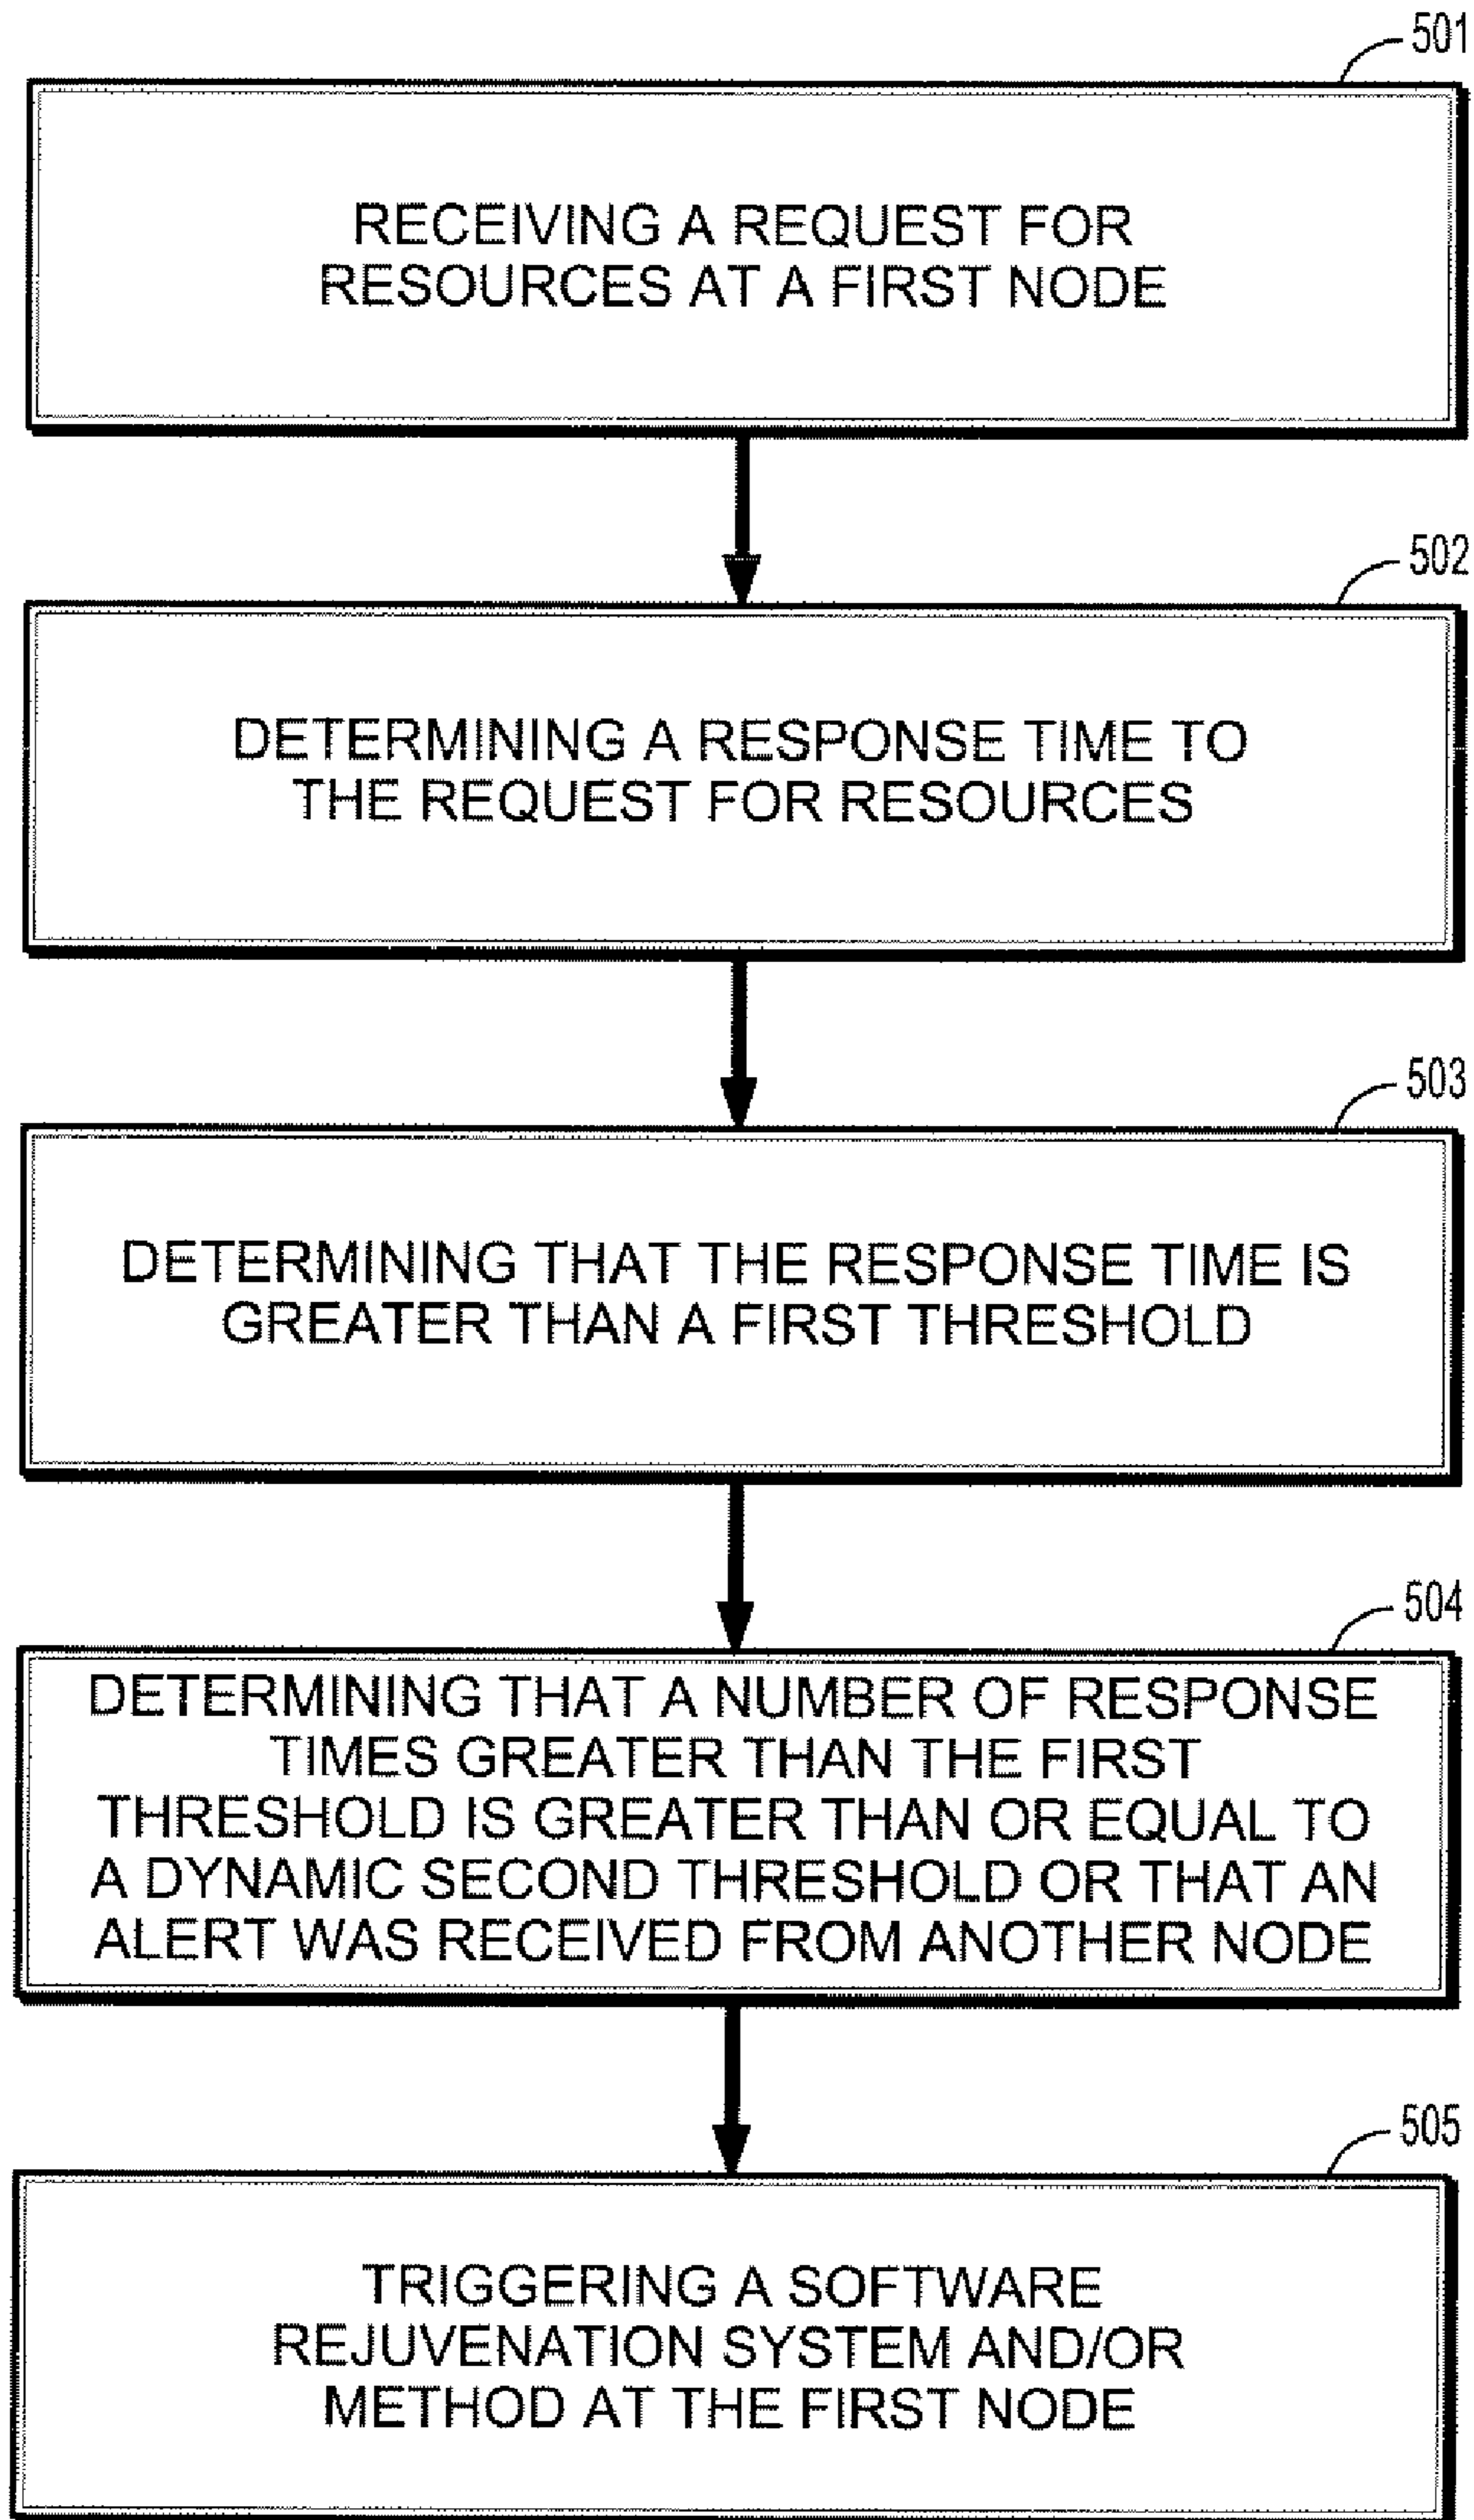 501
RECEIVING A REQUEST FOR
RESOURCES AT A FIRST NODE
502
DETERMINING A RESPONSE TIME TO
THE REQUEST FOR RESOURCES
503
DETERMINING THAT THE RESPONSE TIME IS
GREATER THAN A FIRST THRESHOLD
504
DETERMINING THAT A NUMBER OF RESPONSE
TIMES GREATER THAN THE FIRST
THRESHOLD IS GREATER THAN OR EQUAL TO
A DYNAMIC SECOND THRESHOLD OR THAT AN
ALERT WAS RECEIVED FROM ANOTHER NODE
505
TRIGGERING A SOFTWARE
REJUVENATION SYSTEM AND/OR
METHOD AT THE FIRST NODE